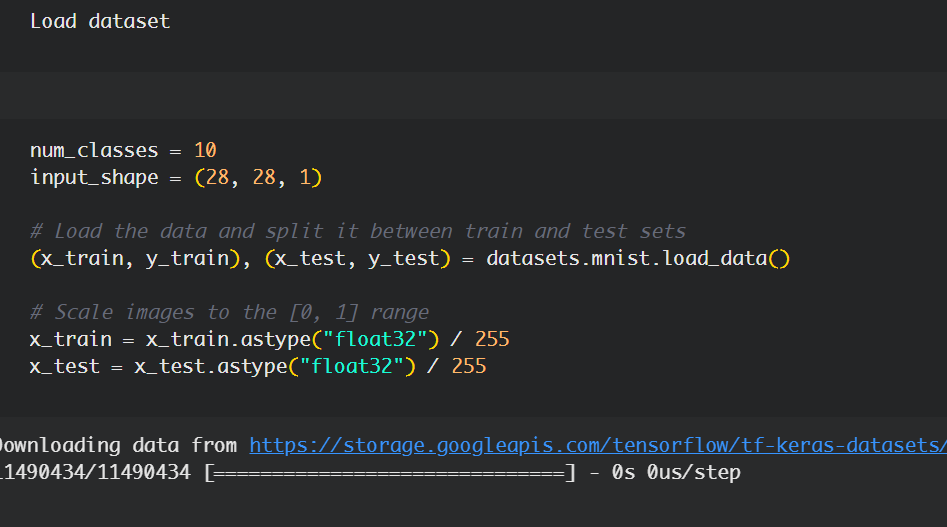 Load dataset
num_classes = 10
input_shape = (28, 28, 1)
# Load the data and split it between train and test sets
(x_train, y_train), (x_test, y_test) = datasets.mnist.load_data()
# Scale images to the [0, 1] range
x_train = x_train.astype("float32") / 255
x_test = x_test.astype("float32") / 255
Downloading data from https://storage.googleapis.com/tensorflow/tf-keras-datasets/
11490434/11490434 [==============================] - 0s 0us/step